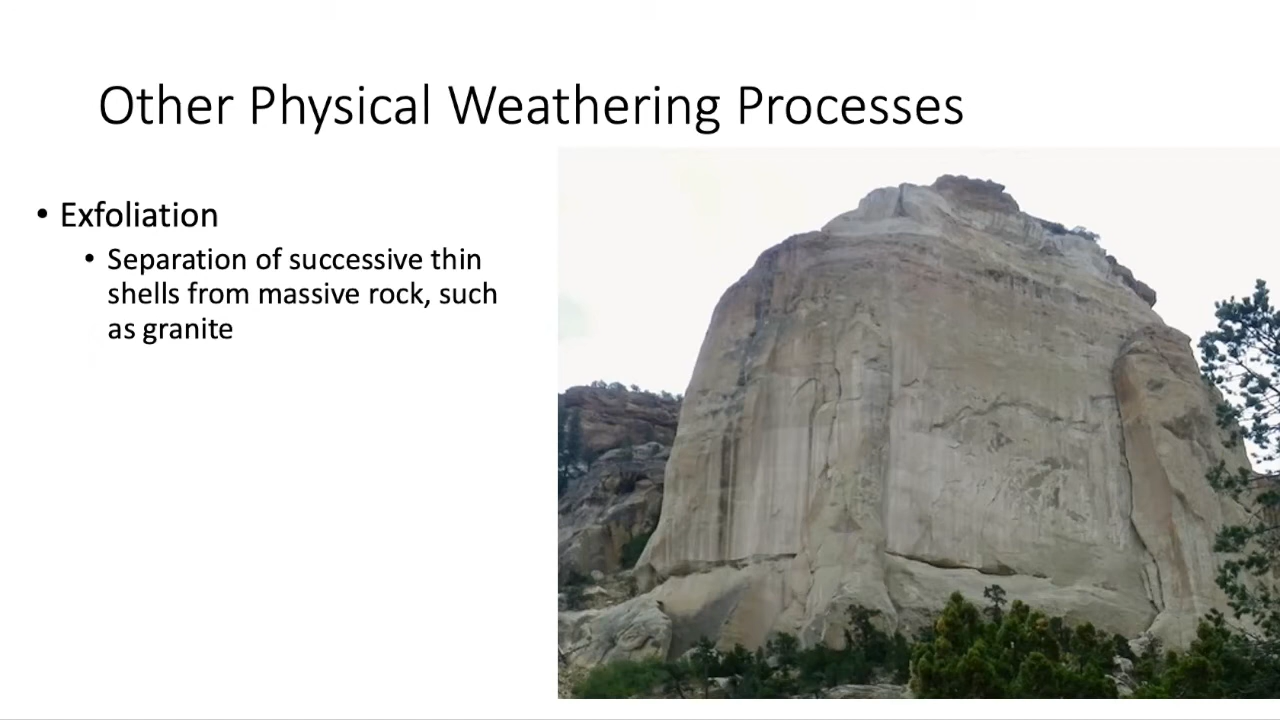 Other Physical Weathering Processes
• Exfoliation
• Separation of successive thin
shells from massive rock, such
as granite